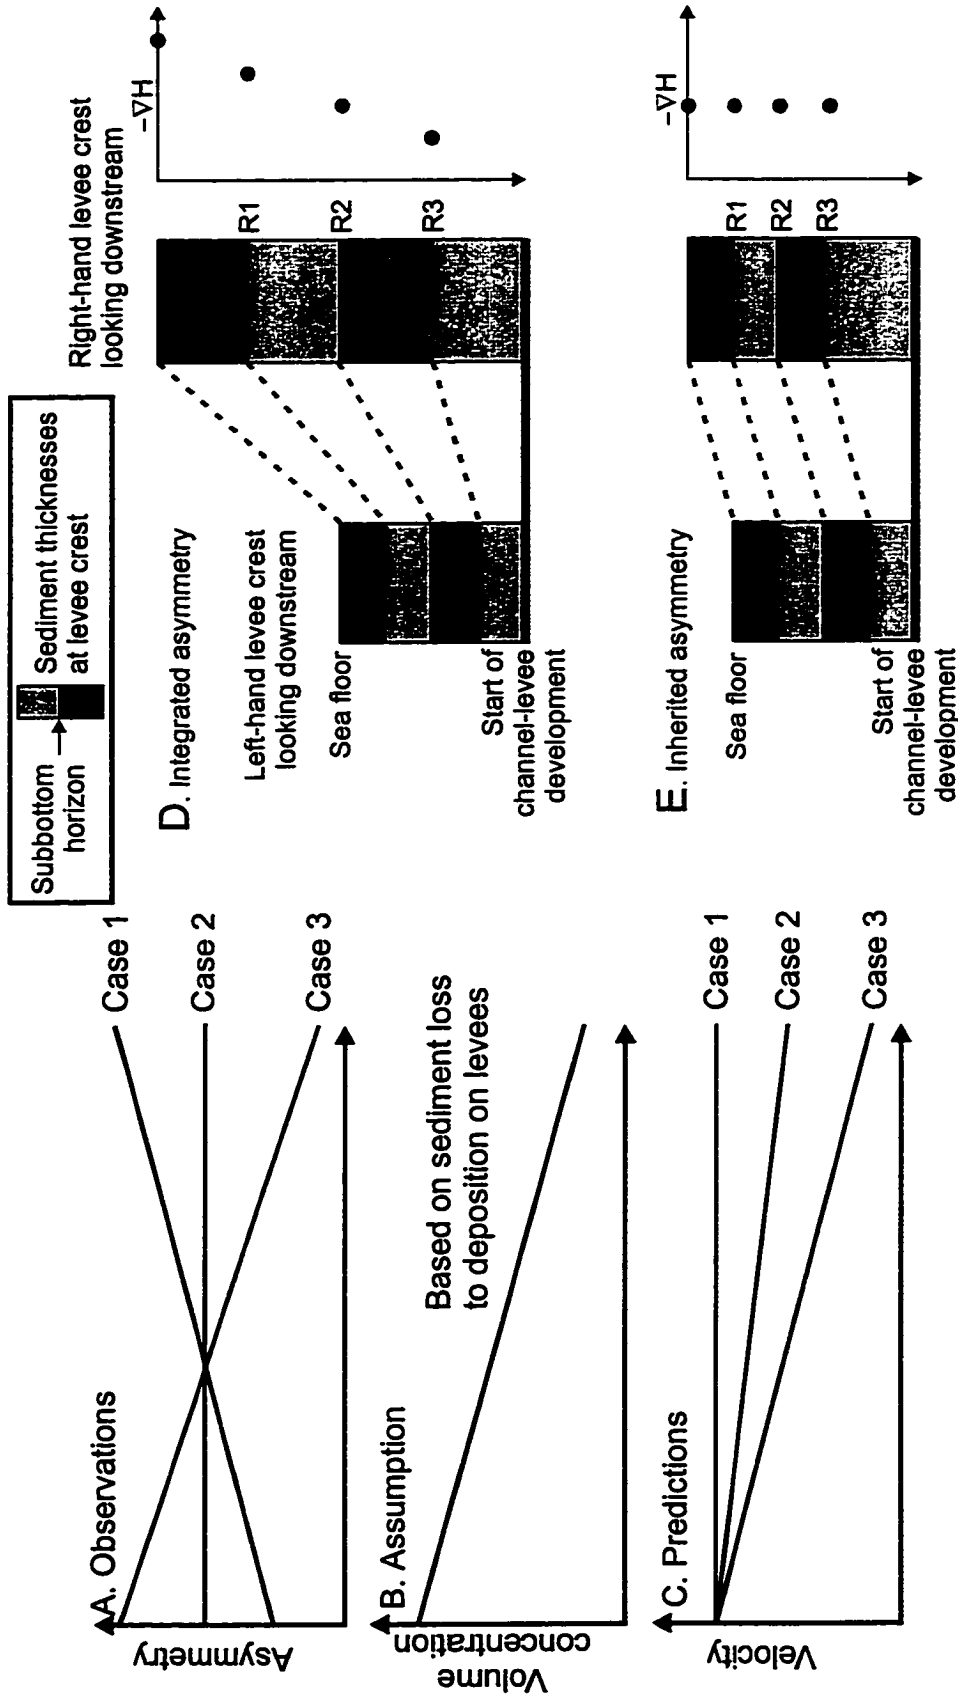 A. Observations
Asymmetry
Case 1
Case 2
Case 3
B. Assumption
Volume
concentration
Based on sediment loss
to deposition on levees
C. Predictions
Velocity
Case 1
Case 2
Case 3
Subbottom
horizon
Sediment thicknesses
at levee crest
D. Integrated asymmetry
Left-hand levee crest
looking downstream
Right-hand levee crest
looking downstream
Sea floor
Start of
channel-levee
development
R1
R2
R3
−∇H
E. Inherited asymmetry
Sea floor
Start of
channel-levee
development
R1
R2
R3
−∇H